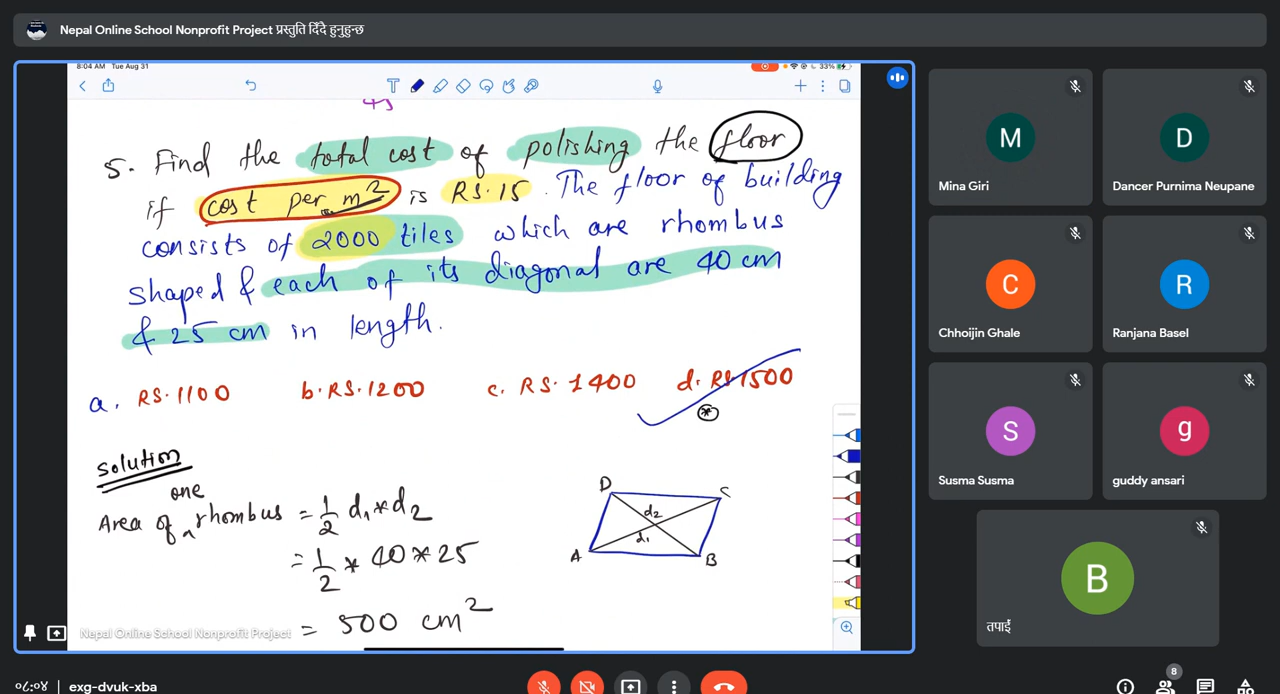 Nepal Online School Nonprofit Project प्रस्तुति दिँदै हुनुहुन्छ
8:04 AM Tue Aug 31
33%
5. Find the total cost of polishing the floor
if cost per m² is RS. 15. The floor of building
consists of 2000 tiles which are rhombus
shaped & each of its diagonal are 40 cm
& 25 cm in length.
a. RS. 1100 b. RS. 1200 c. RS. 1400 d. RS. 1500
solution
one
Area of ^ rhombus = 1/2 d₁*d₂
= 1/2 * 40*25
= 500 cm²
D C
d₂
d₁
A B
Nepal Online School Nonprofit Project
M
Mina Giri
D
Dancer Purnima Neupane
C
Chhoijin Ghale
R
Ranjana Basel
S
Susma Susma
g
guddy ansari
B
तपाईं
०८:०४ | exg-dvuk-xba
8